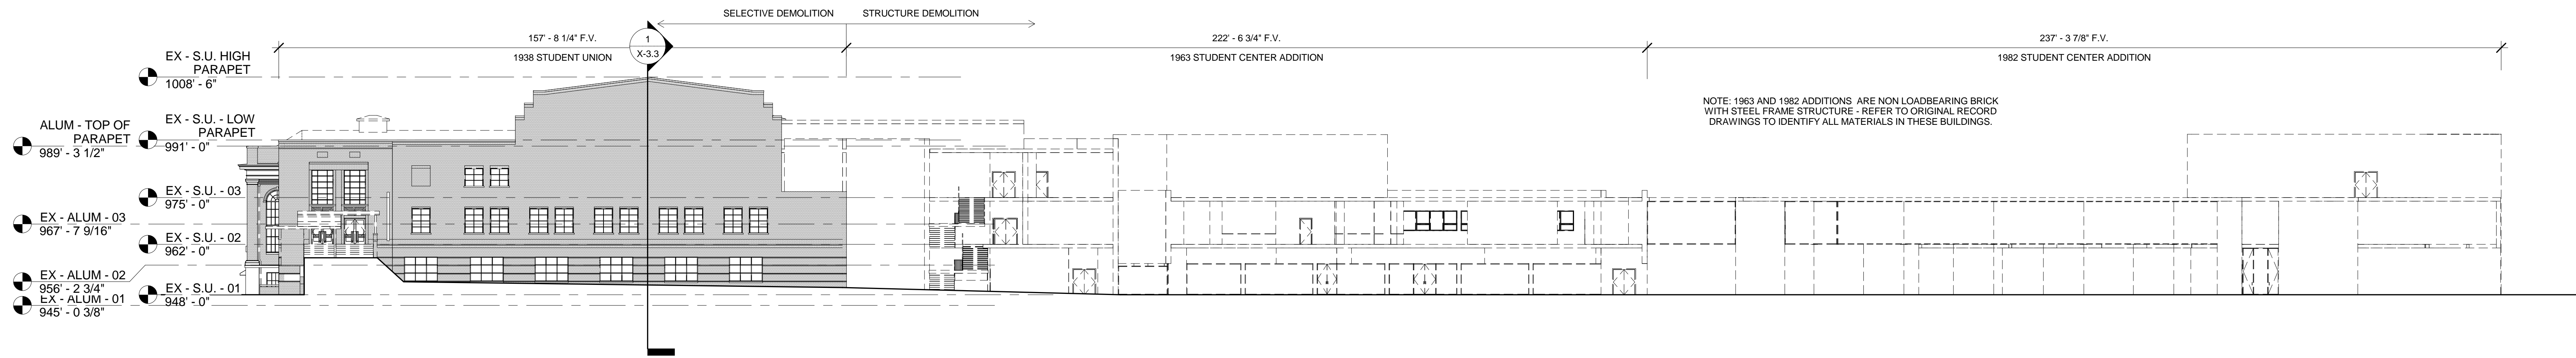 SELECTIVE DEMOLITION
STRUCTURE DEMOLITION
157' - 8 1/4" F.V.
1938 STUDENT UNION
1
X-3.3
222' - 6 3/4" F.V.
1963 STUDENT CENTER ADDITION
237' - 3 7/8" F.V.
1982 STUDENT CENTER ADDITION
NOTE: 1963 AND 1982 ADDITIONS ARE NON LOADBEARING BRICK
WITH STEEL FRAME STRUCTURE - REFER TO ORIGINAL RECORD
DRAWINGS TO IDENTIFY ALL MATERIALS IN THESE BUILDINGS.
EX - S.U. HIGH
PARAPET
1008' - 6"
ALUM - TOP OF
PARAPET
989' - 3 1/2"
EX - S.U. - LOW
PARAPET
991' - 0"
EX - S.U. - 03
975' - 0"
EX - ALUM - 03
967' - 7 9/16"
EX - S.U. - 02
962' - 0"
EX - ALUM - 02
956' - 2 3/4"
EX - S.U. - 01
948' - 0"
EX - ALUM - 01
945' - 0 3/8"